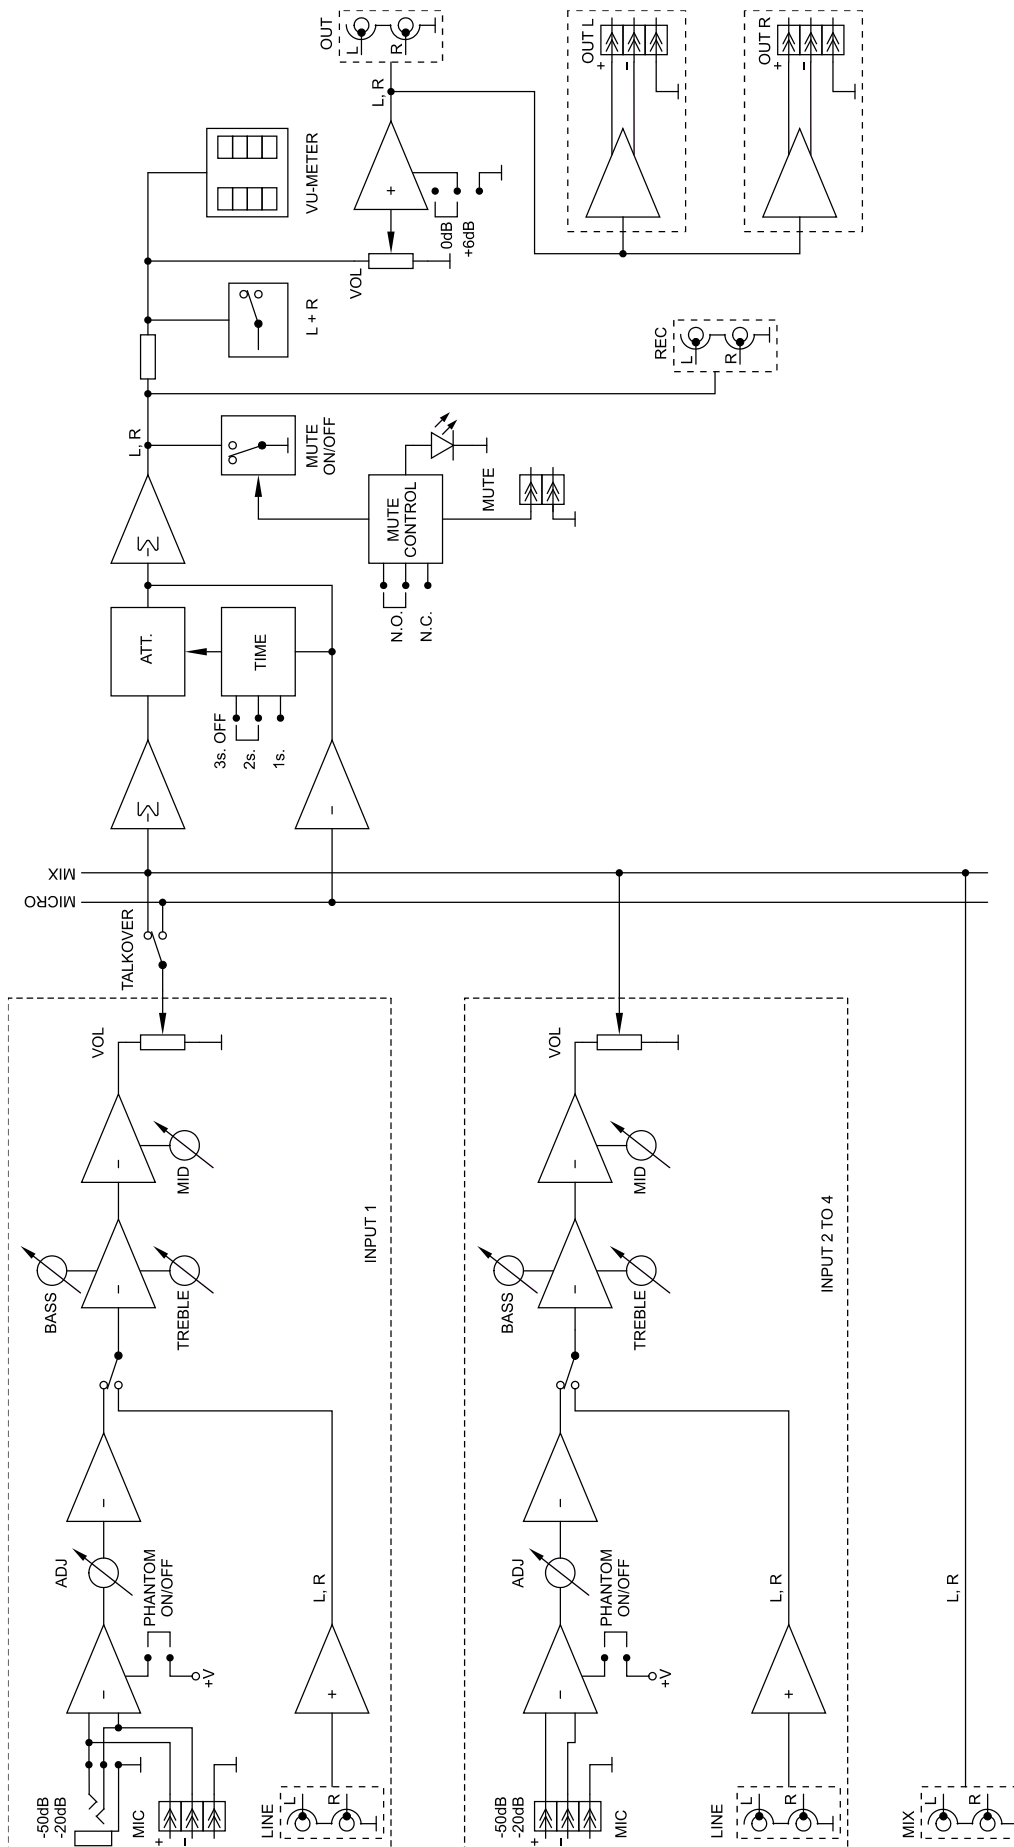 -50dB
-20dB
+
-
MIC
ADJ
PHANTOM
ON/OFF
+V
LINE
L
R
L, R
BASS
TREBLE
MID
VOL
INPUT 1
TALKOVER
-50dB
-20dB
+
-
MIC
ADJ
PHANTOM
ON/OFF
+V
LINE
L
R
L, R
BASS
TREBLE
MID
VOL
INPUT 2 TO 4
MIX
L
R
L, R
MICRO
MIX
Σ
ATT.
TIME
3s. OFF
2s.
1s.
Σ
L, R
MUTE
ON/OFF
MUTE
CONTROL
N.O.
N.C.
MUTE
REC
L
R
L + R
VU-METER
VOL
+
0dB
+6dB
L, R
OUT
L
R
OUT L
+
-
OUT R
+
-